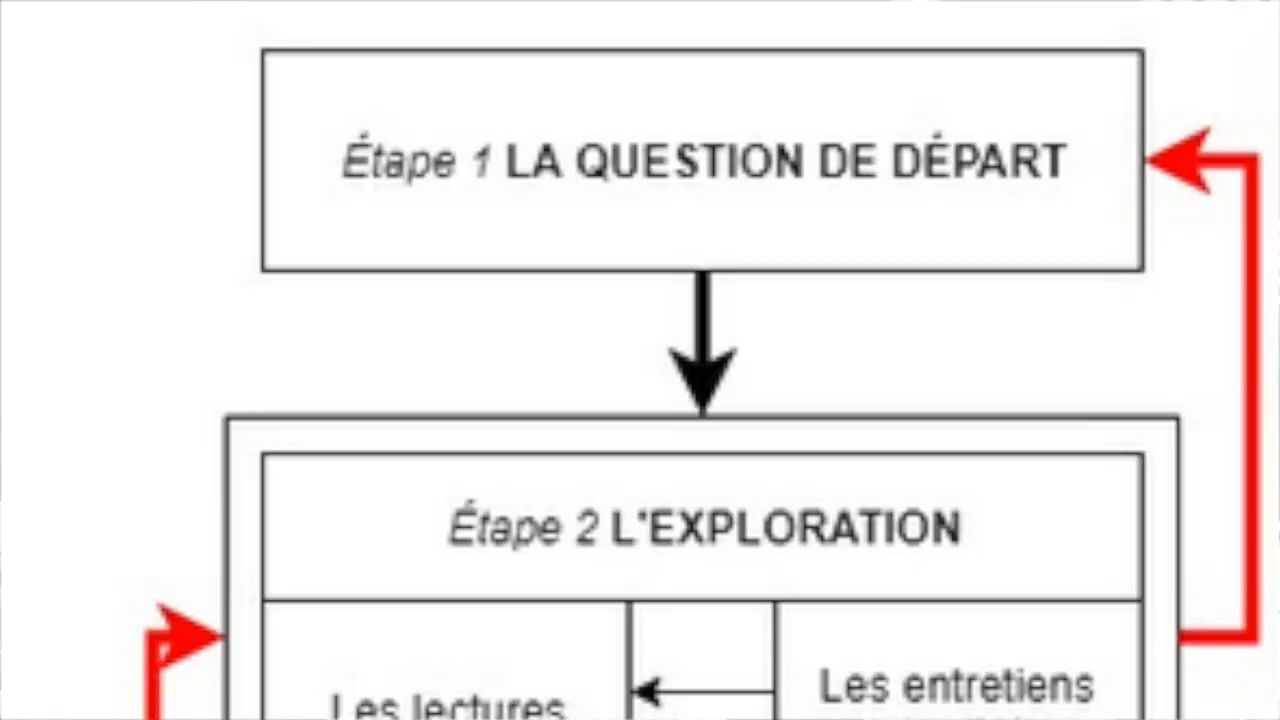 Étape 1 LA QUESTION DE DÉPART
Étape 2 L'EXPLORATION
Les lectures
Les entretiens